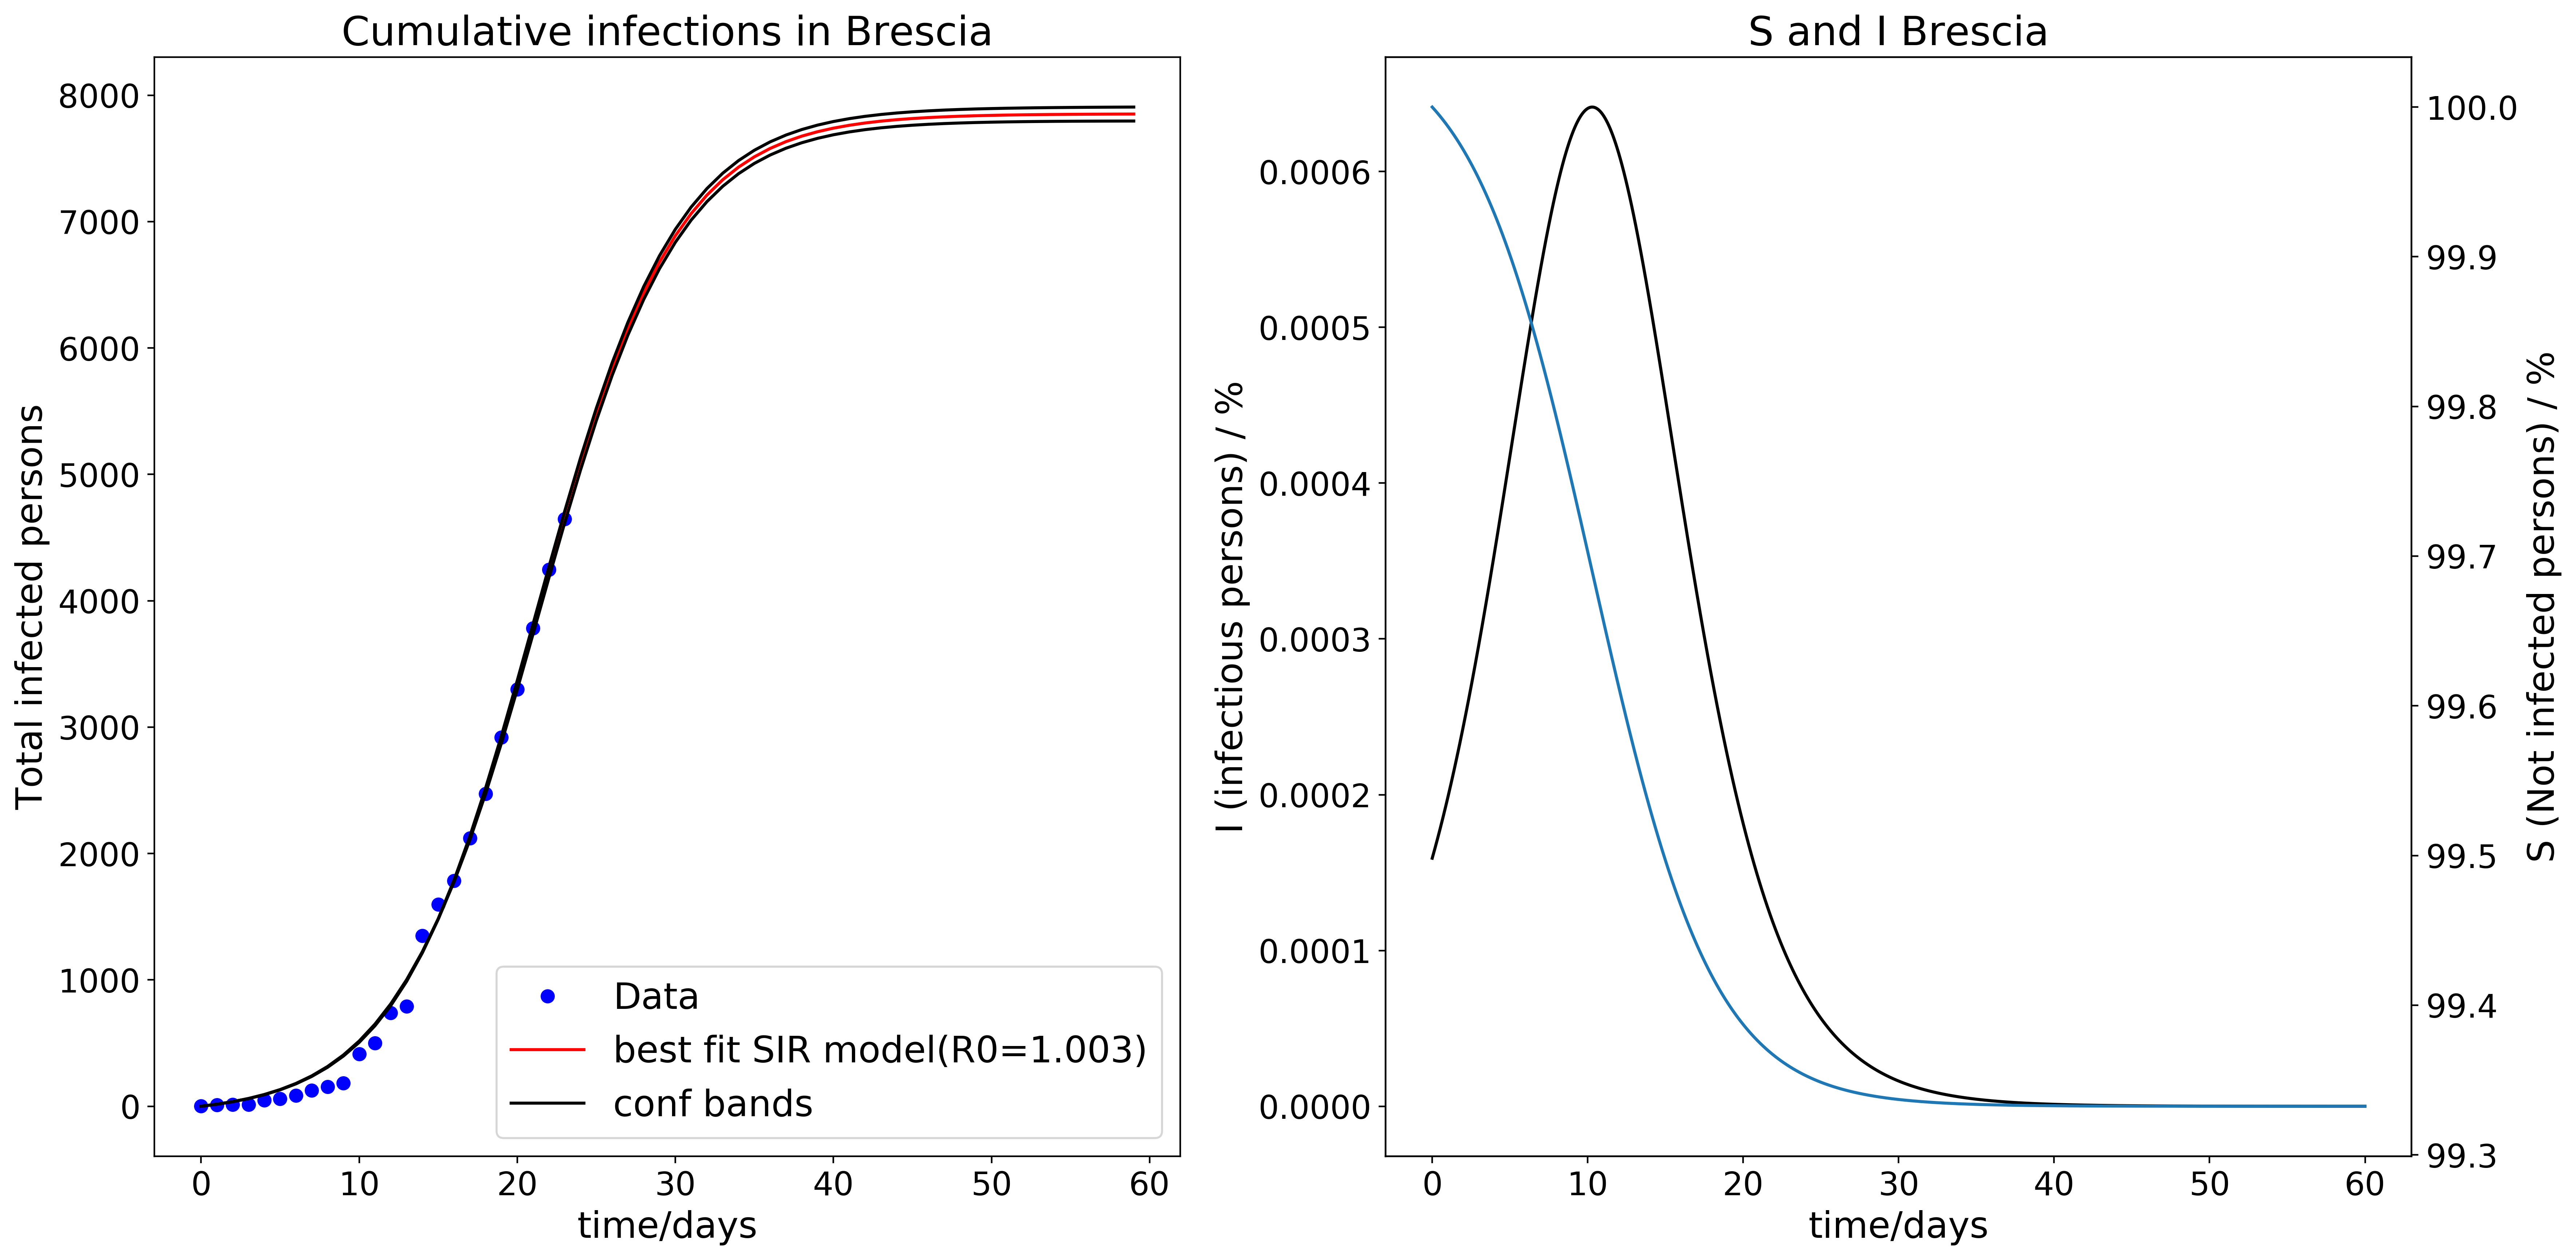 Cumulative infections in Brescia
Total infected persons
8000
7000
6000
5000
4000
3000
2000
1000
0
0 10 20 30 40 50 60
time/days
Data
best fit SIR model(R0=1.003)
conf bands
S and I Brescia
I (infectious persons) / %
0.0006
0.0005
0.0004
0.0003
0.0002
0.0001
0.0000
0 10 20 30 40 50 60
time/days
100.0
99.9
99.8
99.7
99.6
99.5
99.4
99.3
S (Not infected persons) / %